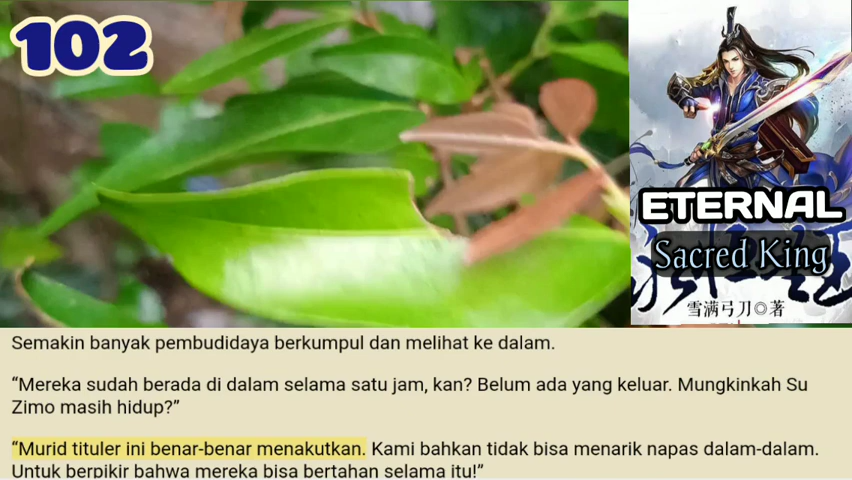 102
ETERNAL
Sacred King
雪满弓刀◎著
Semakin banyak pembudidaya berkumpul dan melihat ke dalam.
“Mereka sudah berada di dalam selama satu jam, kan? Belum ada yang keluar. Mungkinkah Su
Zimo masih hidup?”
“Murid tituler ini benar-benar menakutkan. Kami bahkan tidak bisa menarik napas dalam-dalam.
Untuk berpikir bahwa mereka bisa bertahan selama itu!”